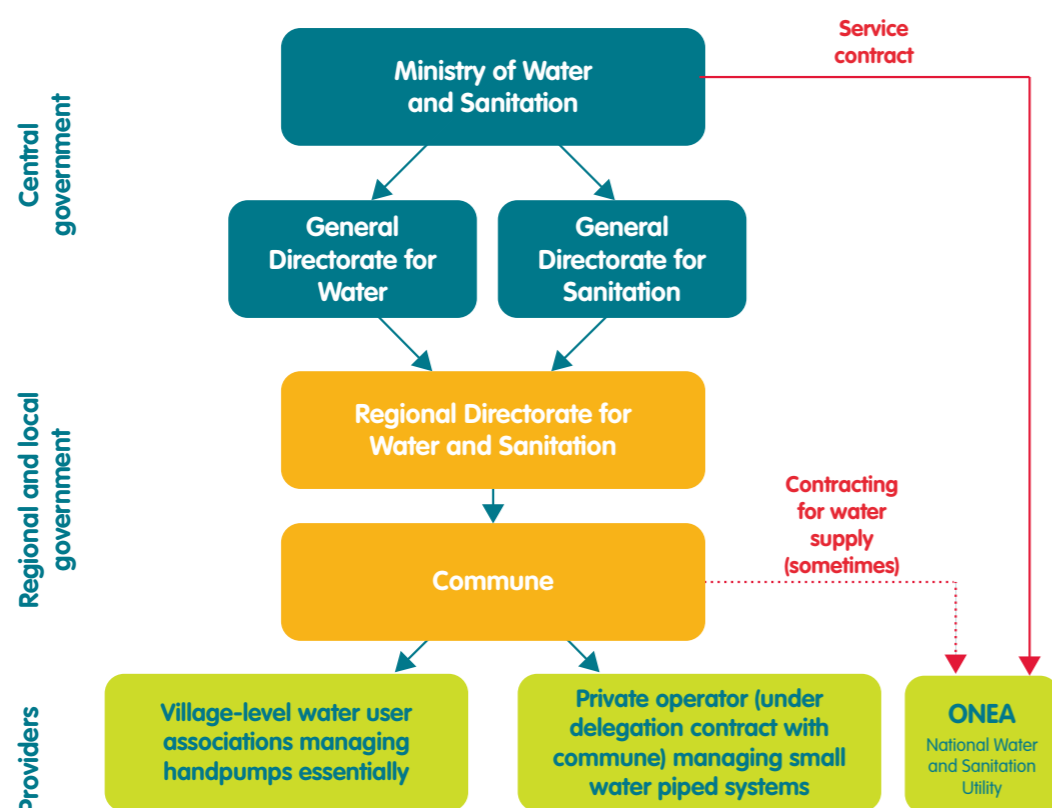 Service
contract
Ministry of Water
and Sanitation
Central
government
General
Directorate for
Water
General
Directorate for
Sanitation
Regional and local
government
Regional Directorate for
Water and Sanitation
Contracting
for water
supply
(sometimes)
Commune
Providers
Village-level water user
associations managing
handpumps essentially
Private operator (under
delegation contract with
commune) managing small
water piped systems
ONEA
National Water
and Sanitation
Utility